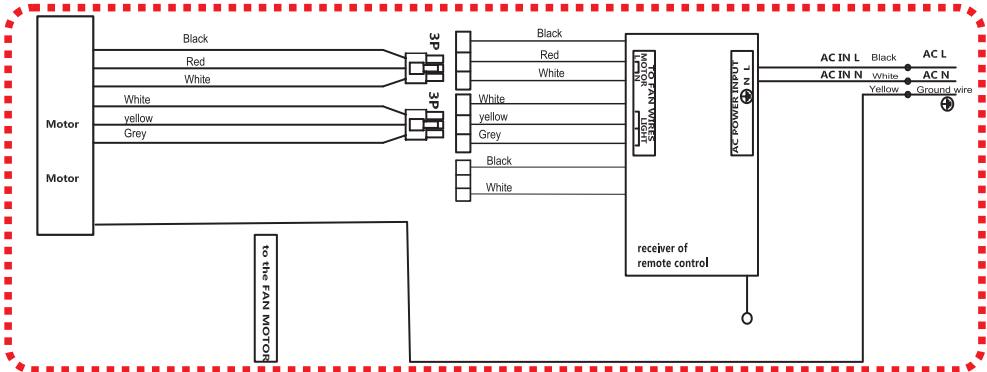 Black
Red
White
White
yellow
Grey
Motor
Motor
3P
3P
to the FAN MOTOR
Black
Red
White
White
yellow
Grey
Black
White
TO FAN WIRES
MOTOR
L N
LIGHT
receiver of
remote control
AC POWER INPUT
N L
AC IN L Black AC L
AC IN N White AC N
Yellow Ground wire